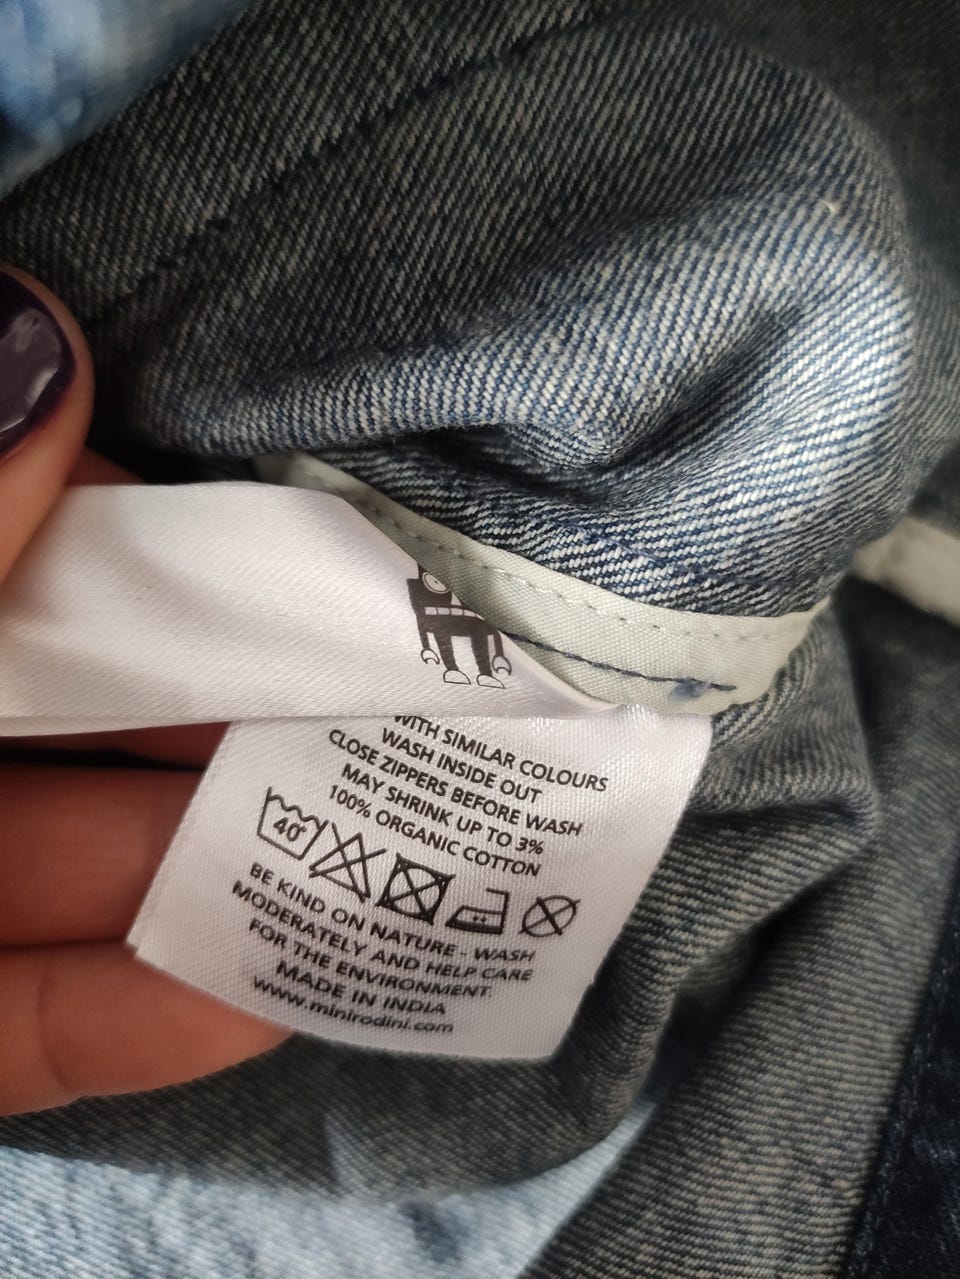 WITH SIMILAR COLOURS
WASH INSIDE OUT
CLOSE ZIPPERS BEFORE WASH
MAY SHRINK UP TO 3%
100% ORGANIC COTTON
40°
BE KIND ON NATURE - WASH
MODERATELY AND HELP CARE
FOR THE ENVIRONMENT.
MADE IN INDIA
www.minirodini.com